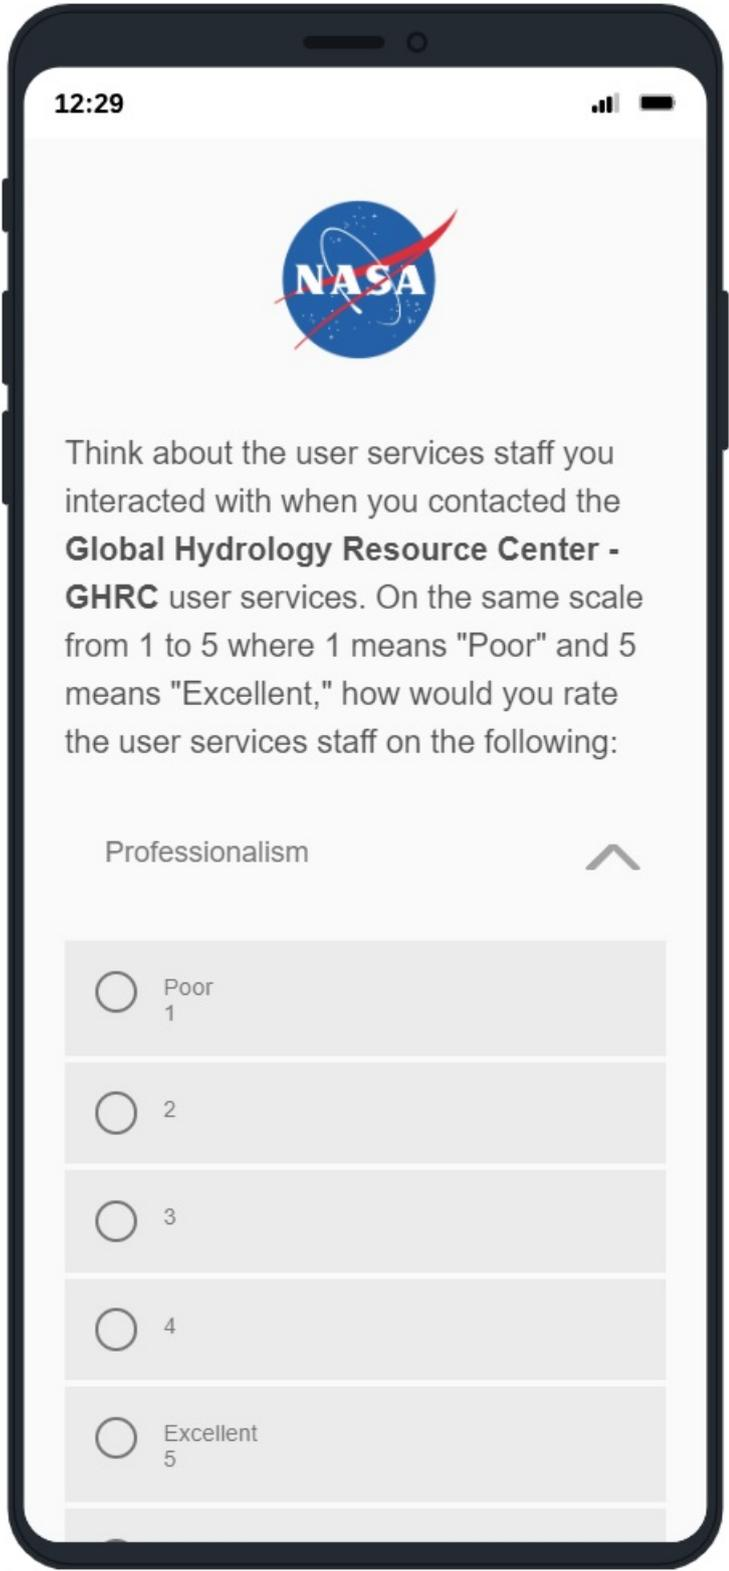 12:29
NASA
Think about the user services staff you
interacted with when you contacted the
Global Hydrology Resource Center -
GHRC user services. On the same scale
from 1 to 5 where 1 means "Poor" and 5
means "Excellent," how would you rate
the user services staff on the following:
Professionalism
Poor
1
2
3
4
Excellent
5